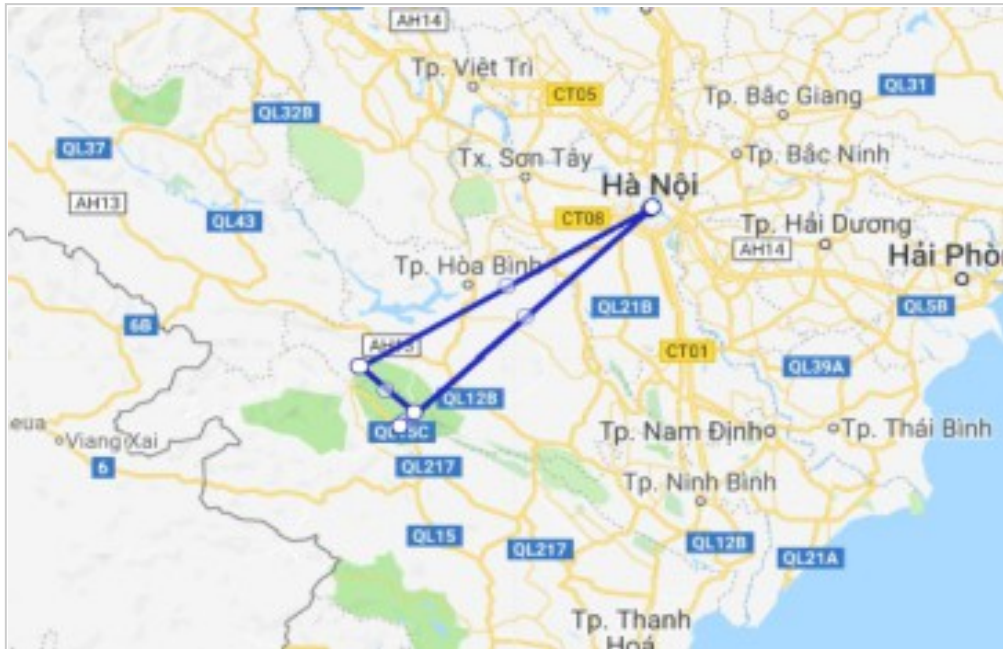 AH14
Tp. Việt Trì
CT05
QL31
QL32B
Tp. Bắc Giang
QL37
Tx. Sơn Tây
Tp. Bắc Ninh
Hà Nội
AH13
QL43
CT08
Tp. Hải Dương
AH14
Tp. Hòa Bình
Hải Phòn
QL21B
QL5B
6B
CT01
QL39A
QL12B
Viang Xai
Tp. Nam Định
Tp. Thái Bình
6
QL217
Tp. Ninh Bình
QL15
QL217
QL12B
QL21A
Tp. Thanh
Hoá